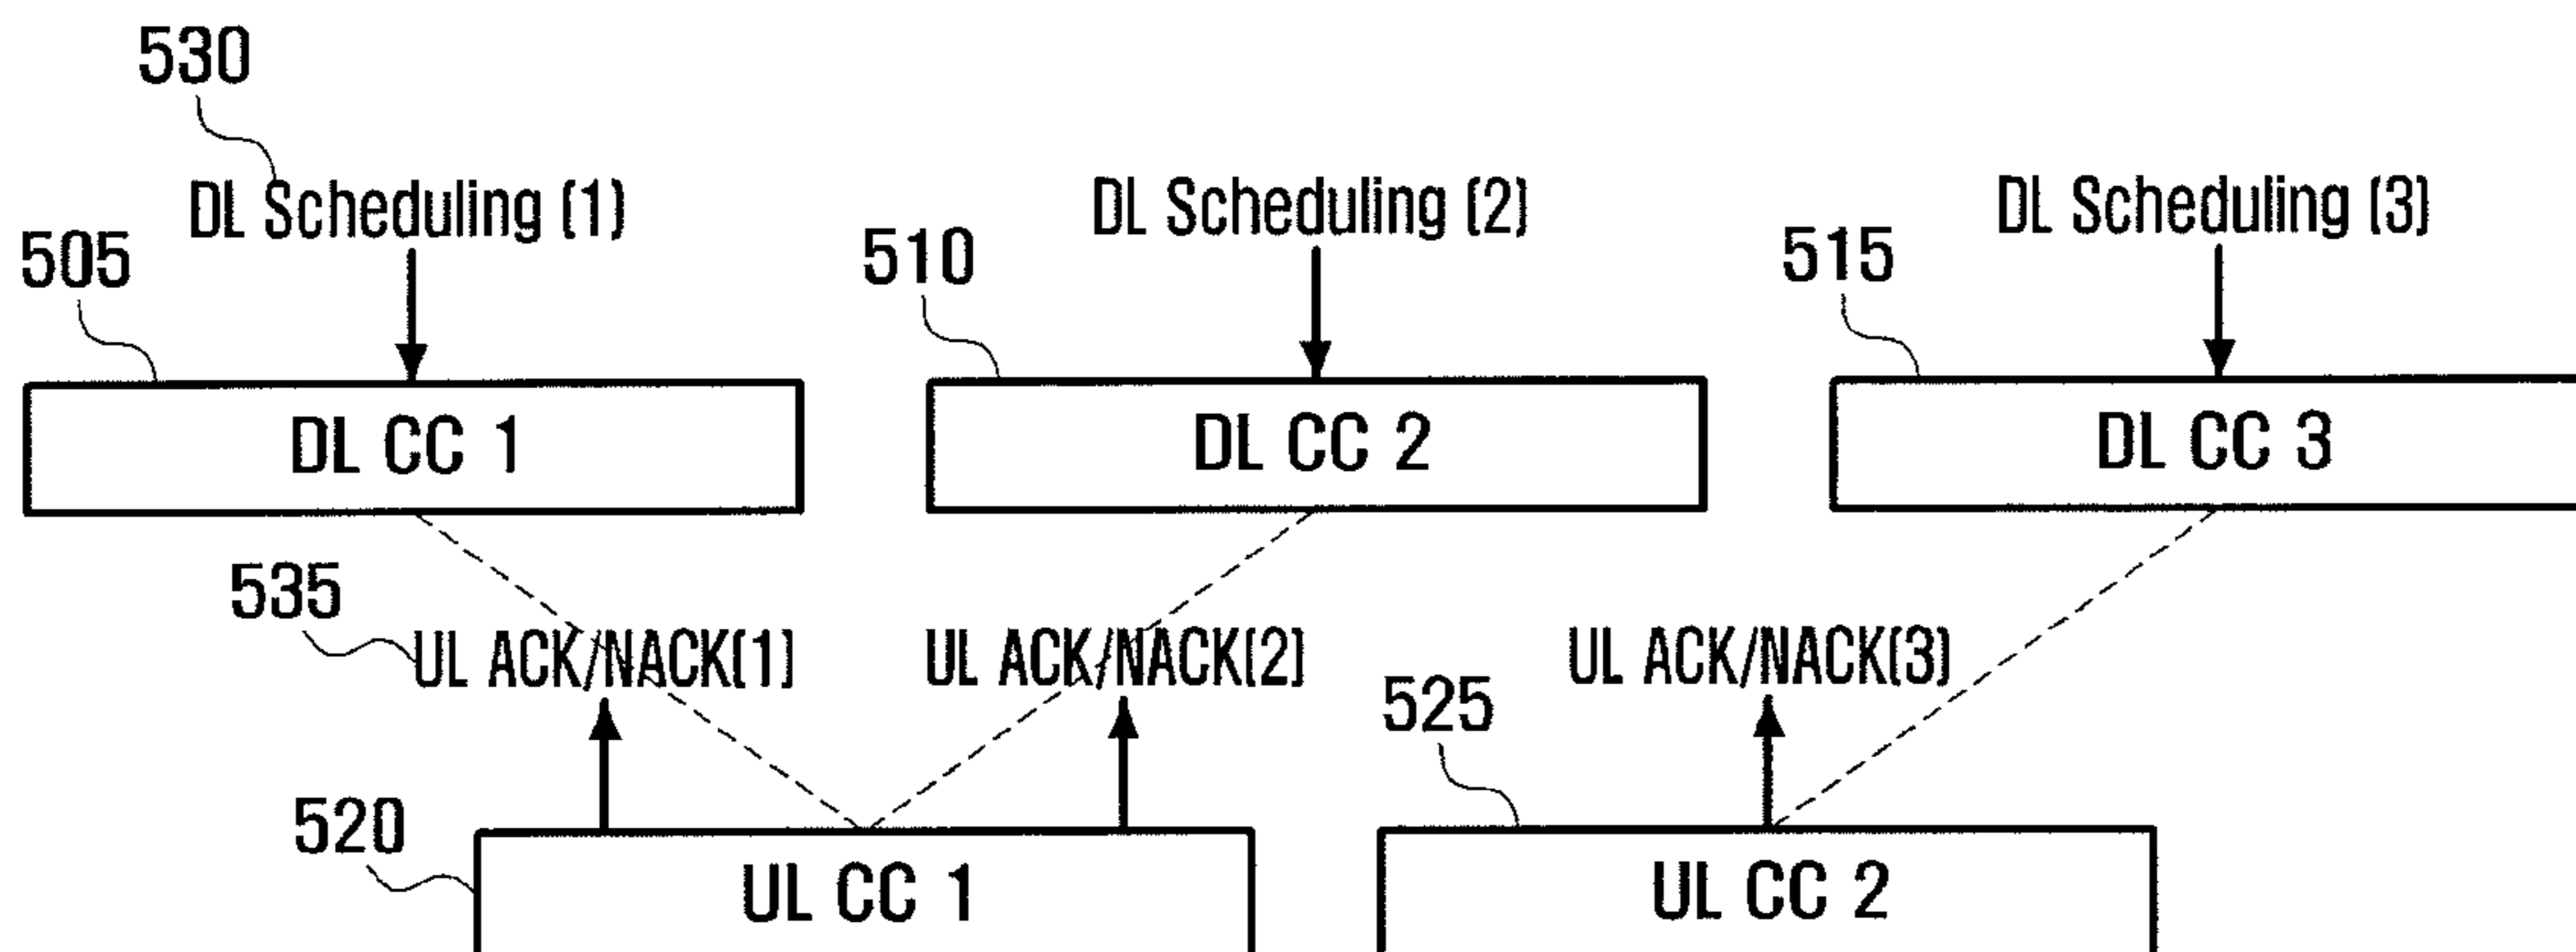 530
DL Scheduling (1) DL Scheduling (2) DL Scheduling (3)
505 510 515
DL CC 1 DL CC 2 DL CC 3
535
UL ACK/NACK(1) UL ACK/NACK(2) UL ACK/NACK(3)
525
520
UL CC 1 UL CC 2